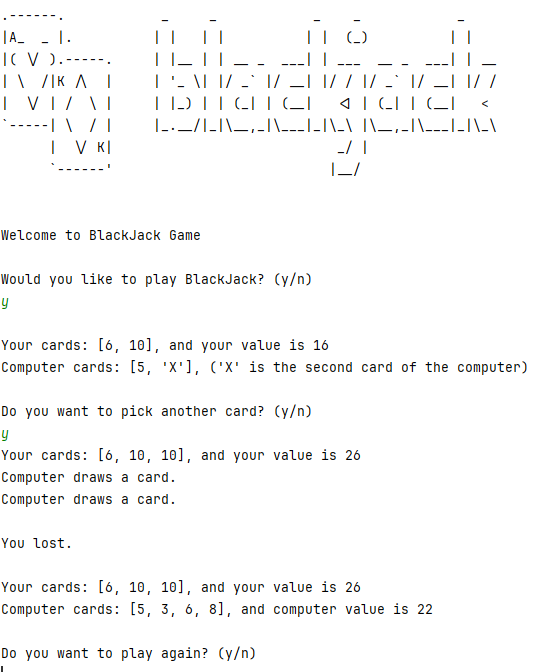 .------.
|A_  _ |.
|(  \/ ).-----.
| \  /|K /\  |
|  \/ | /  \ |
`-----| \  / |
      |  \/ K|
      `------'
Welcome to BlackJack Game
Would you like to play BlackJack? (y/n)
y
Your cards: [6, 10], and your value is 16
Computer cards: [5, 'X'], ('X' is the second card of the computer)
Do you want to pick another card? (y/n)
y
Your cards: [6, 10, 10], and your value is 26
Computer draws a card.
Computer draws a card.
You lost.
Your cards: [6, 10, 10], and your value is 26
Computer cards: [5, 3, 6, 8], and computer value is 22
Do you want to play again? (y/n)